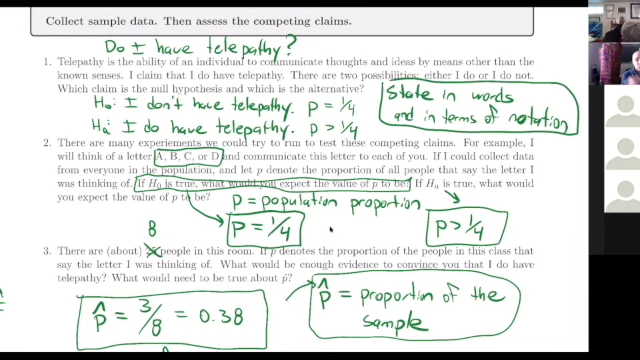 Collect sample data. Then assess the competing claims.
Do I have telepathy?
1. Telepathy is the ability of an individual to communicate thoughts and ideas by means other than the
known senses. I claim that I do have telepathy. There are two possibilities: either I do or I do not.
Which claim is the null hypothesis and which is the alternative?
Ho: I don't have telepathy. p = 1/4
Ha: I do have telepathy. p > 1/4
State in words
and in terms of notation
2. There are many experiements we could try to run to test these competing claims. For example, I
will think of a letter A, B, C, or D and communicate this letter to each of you. If I could collect data
from everyone in the population, and let p denote the proportion of all people that say the letter I
was thinking of. If H0 is true, what would you expect the value of p to be? If Ha is true, what would
you expect the value of p to be?
p = population proportion
p = 1/4
p > 1/4
8
3. There are (about) people in this room. If p̂ denotes the proportion of the people in this class that
say the letter I was thinking of. What would be enough evidence to convince you that I do have
telepathy? What would need to be true about p̂?
p̂ = 3/8 = 0.38
p̂ = proportion of the
sample